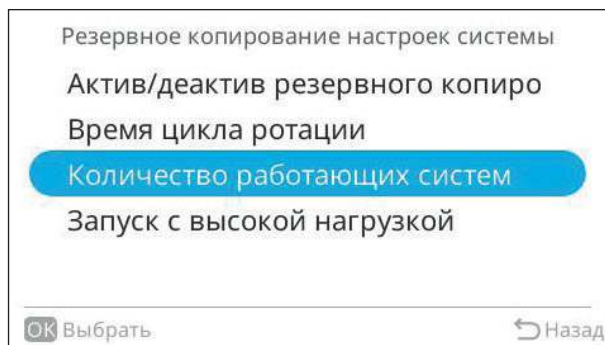 Резервное копирование настроек системы
Актив/деактив резервного копиро
Время цикла ротации
Количество работающих систем
Запуск с высокой нагрузкой
OK Выбрать
Назад